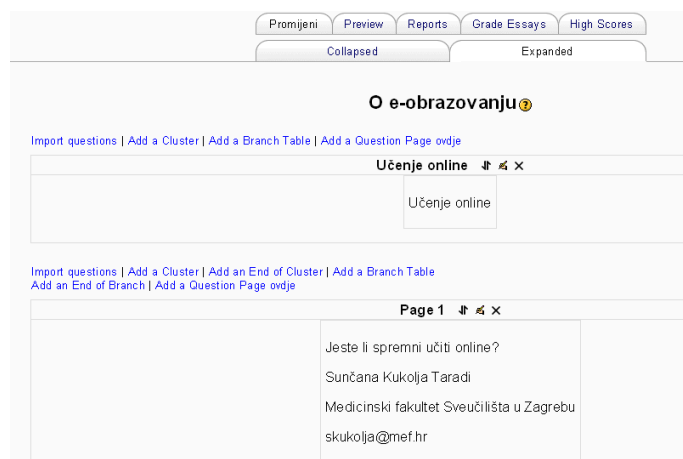 Promijeni Preview Reports Grade Essays High Scores
Collapsed Expanded
O e-obrazovanju
Import questions | Add a Cluster | Add a Branch Table | Add a Question Page ovdje
Učenje online
Učenje online
Import questions | Add a Cluster | Add an End of Cluster | Add a Branch Table
Add an End of Branch | Add a Question Page ovdje
Page 1
Jeste li spremni učiti online?
Sunčana Kukolja Taradi
Medicinski fakultet Sveučilišta u Zagrebu
skukolja@mef.hr